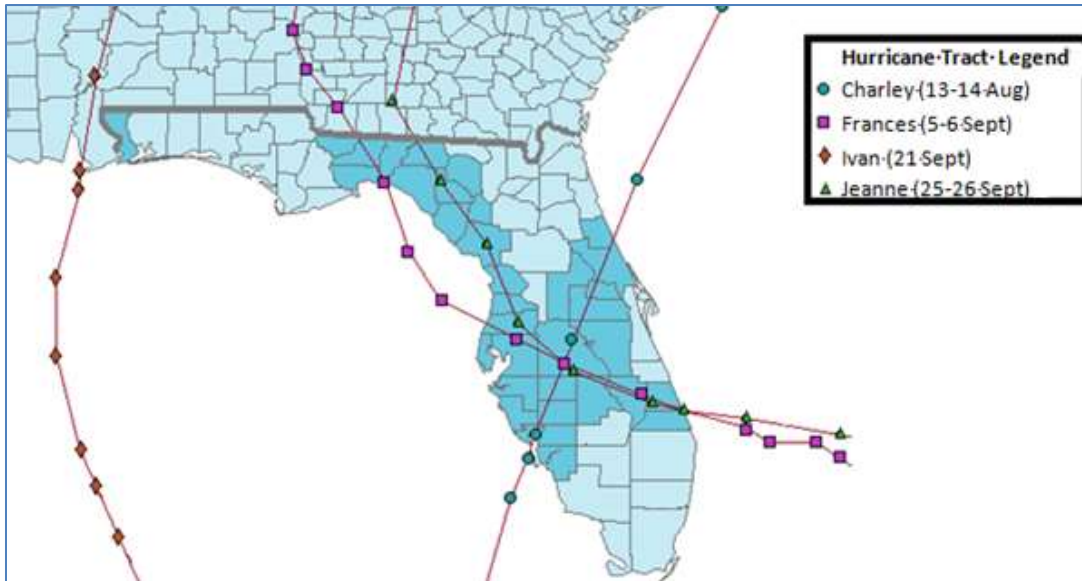 Hurricane·Tract·Legend
Charley·(13-14·Aug)
Frances·(5-6·Sept)
Ivan·(21·Sept)
Jeanne·(25-26·Sept)